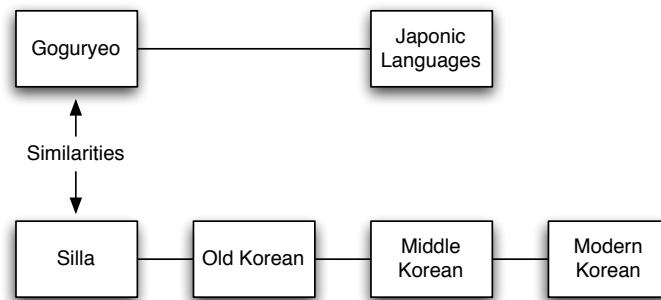 Goguryeo
Japonic
Languages
Similarities
Silla
Old Korean
Middle
Korean
Modern
Korean